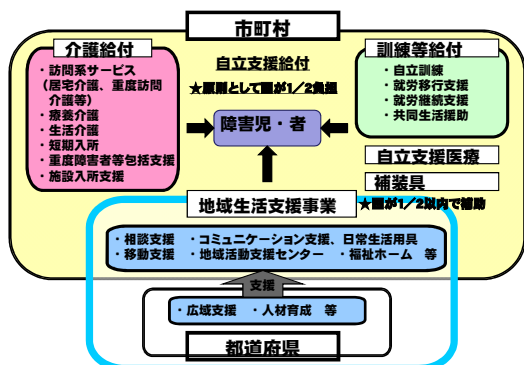 市町村
介護給付
・訪問系サービス
(居宅介護、重度訪問
介護等)
・療養介護
・生活介護
・短期入所
・重度障害者等包括支援
・施設入所支援
自立支援給付
★原則として国が1/2負担
障害児・者
訓練等給付
・自立訓練
・就労移行支援
・就労継続支援
・共同生活援助
自立支援医療
補装具
地域生活支援事業
★国が1/2以内で補助
・相談支援 ・コミュニケーション支援、日常生活用具
・移動支援 ・地域活動支援センター ・福祉ホーム 等
支援
・広域支援 ・人材育成 等
都道府県